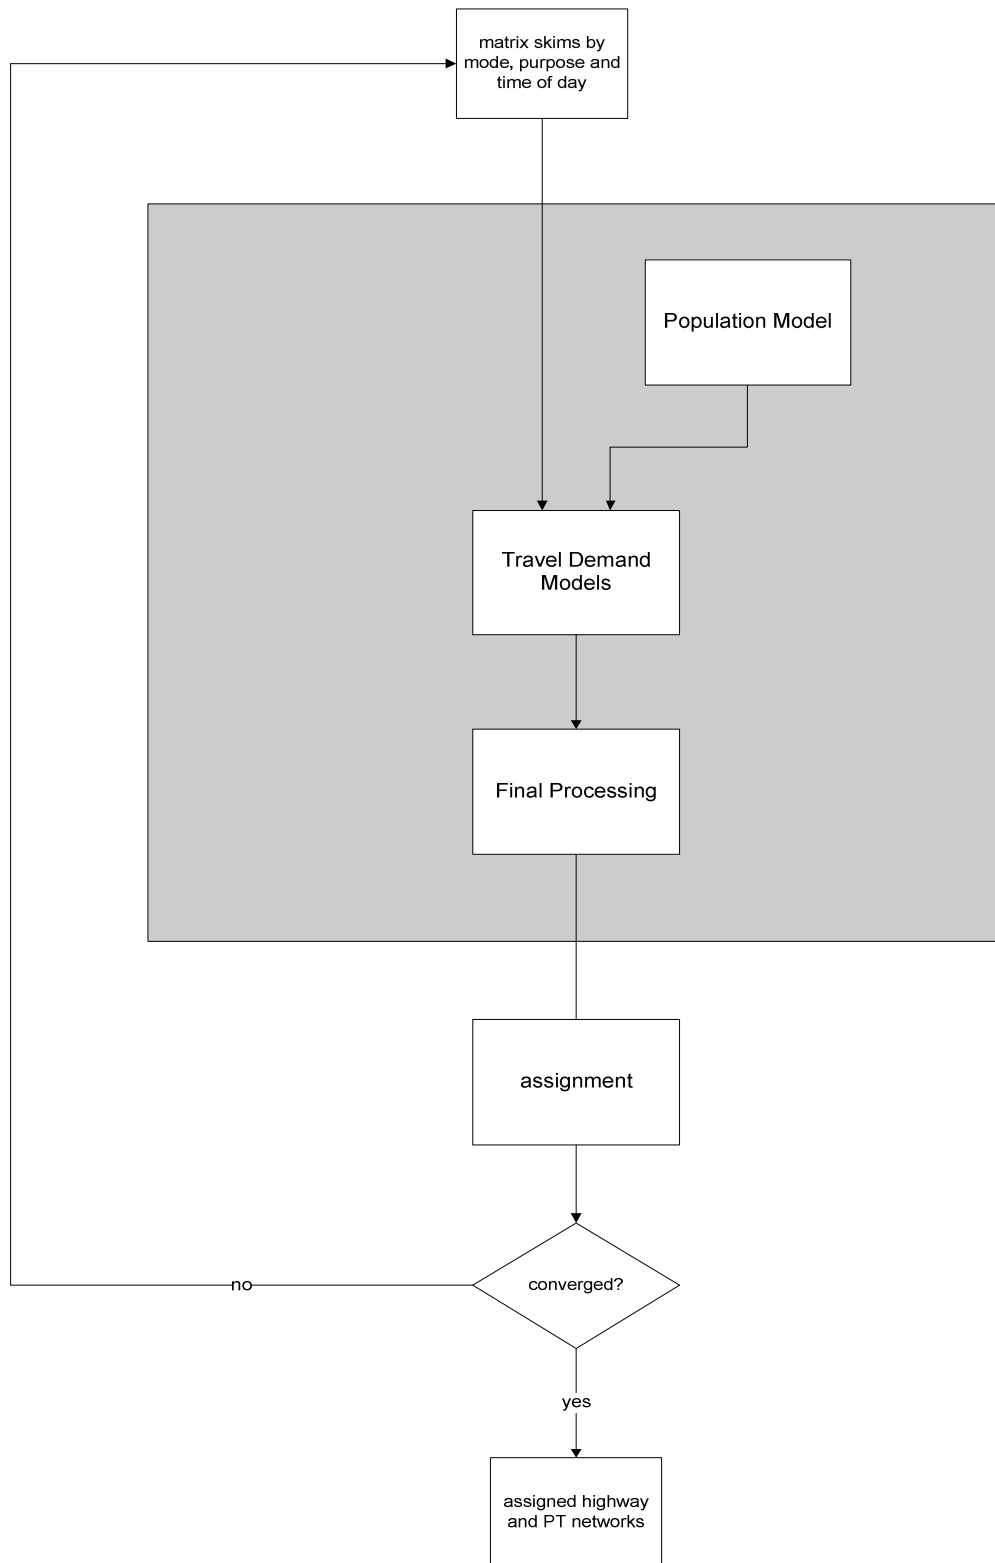 matrix skims by
mode, purpose and
time of day
Population Model
Travel Demand
Models
Final Processing
assignment
converged?
no
yes
assigned highway
and PT networks